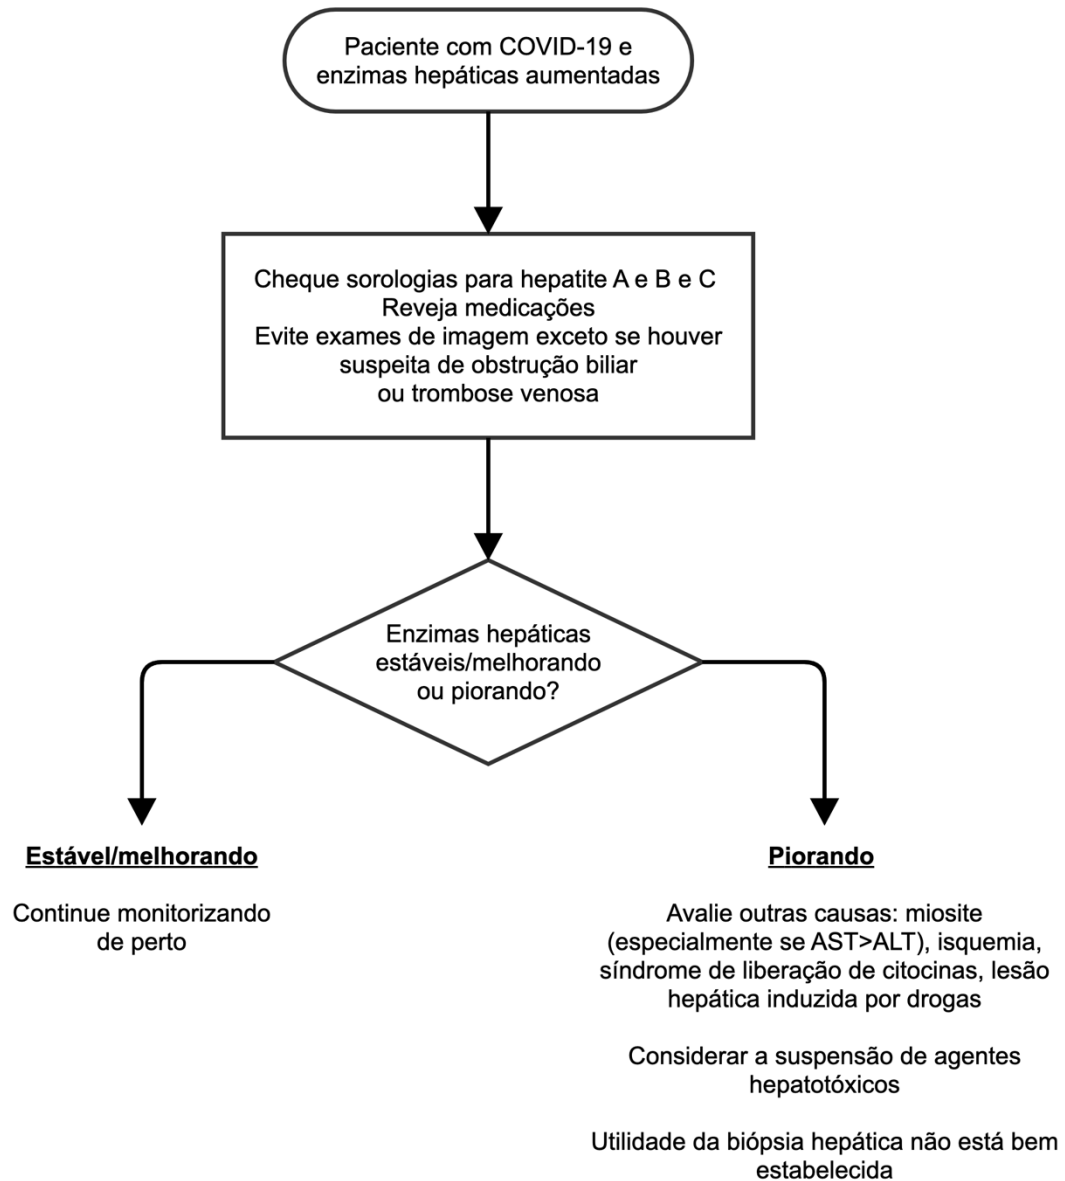 Paciente com COVID-19 e
enzimas hepáticas aumentadas
Cheque sorologias para hepatite A e B e C
Reveja medicações
Evite exames de imagem exceto se houver
suspeita de obstrução biliar
ou trombose venosa
Enzimas hepáticas
estáveis/melhorando
ou piorando?
Estável/melhorando
Continue monitorizando
de perto
Piorando
Avalie outras causas: miosite
(especialmente se AST>ALT), isquemia,
síndrome de liberação de citocinas, lesão
hepática induzida por drogas
Considerar a suspensão de agentes
hepatotóxicos
Utilidade da biópsia hepática não está bem
estabelecida